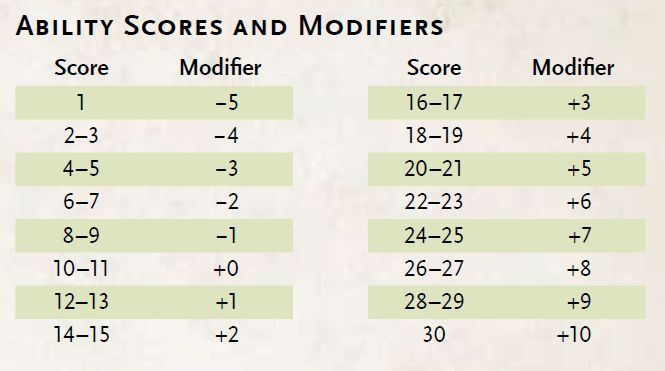 Ability Scores and Modifiers
Score Modifier Score Modifier
1 −5 16–17 +3
2–3 −4 18–19 +4
4–5 −3 20–21 +5
6–7 −2 22–23 +6
8–9 −1 24–25 +7
10–11 +0 26–27 +8
12–13 +1 28–29 +9
14–15 +2 30 +10